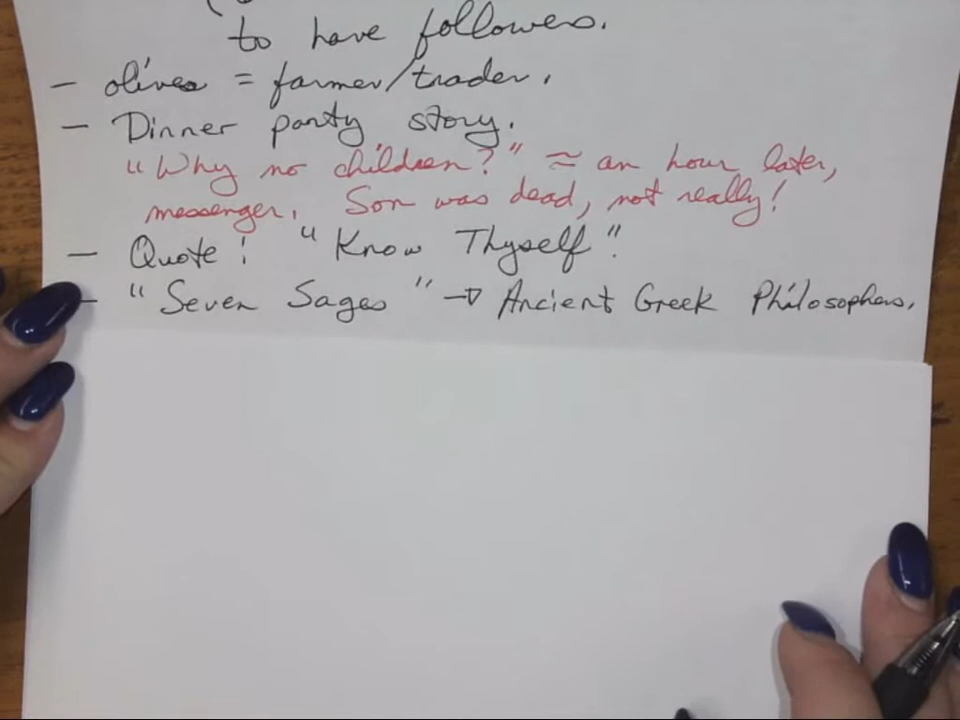 to have followers.
- olives = farmer/trader.
- Dinner party story.
"Why no children?" ≈ an hour later,
messenger. Son was dead, not really!
- Quote: "Know Thyself".
- "Seven Sages" → Ancient Greek Philosophers.